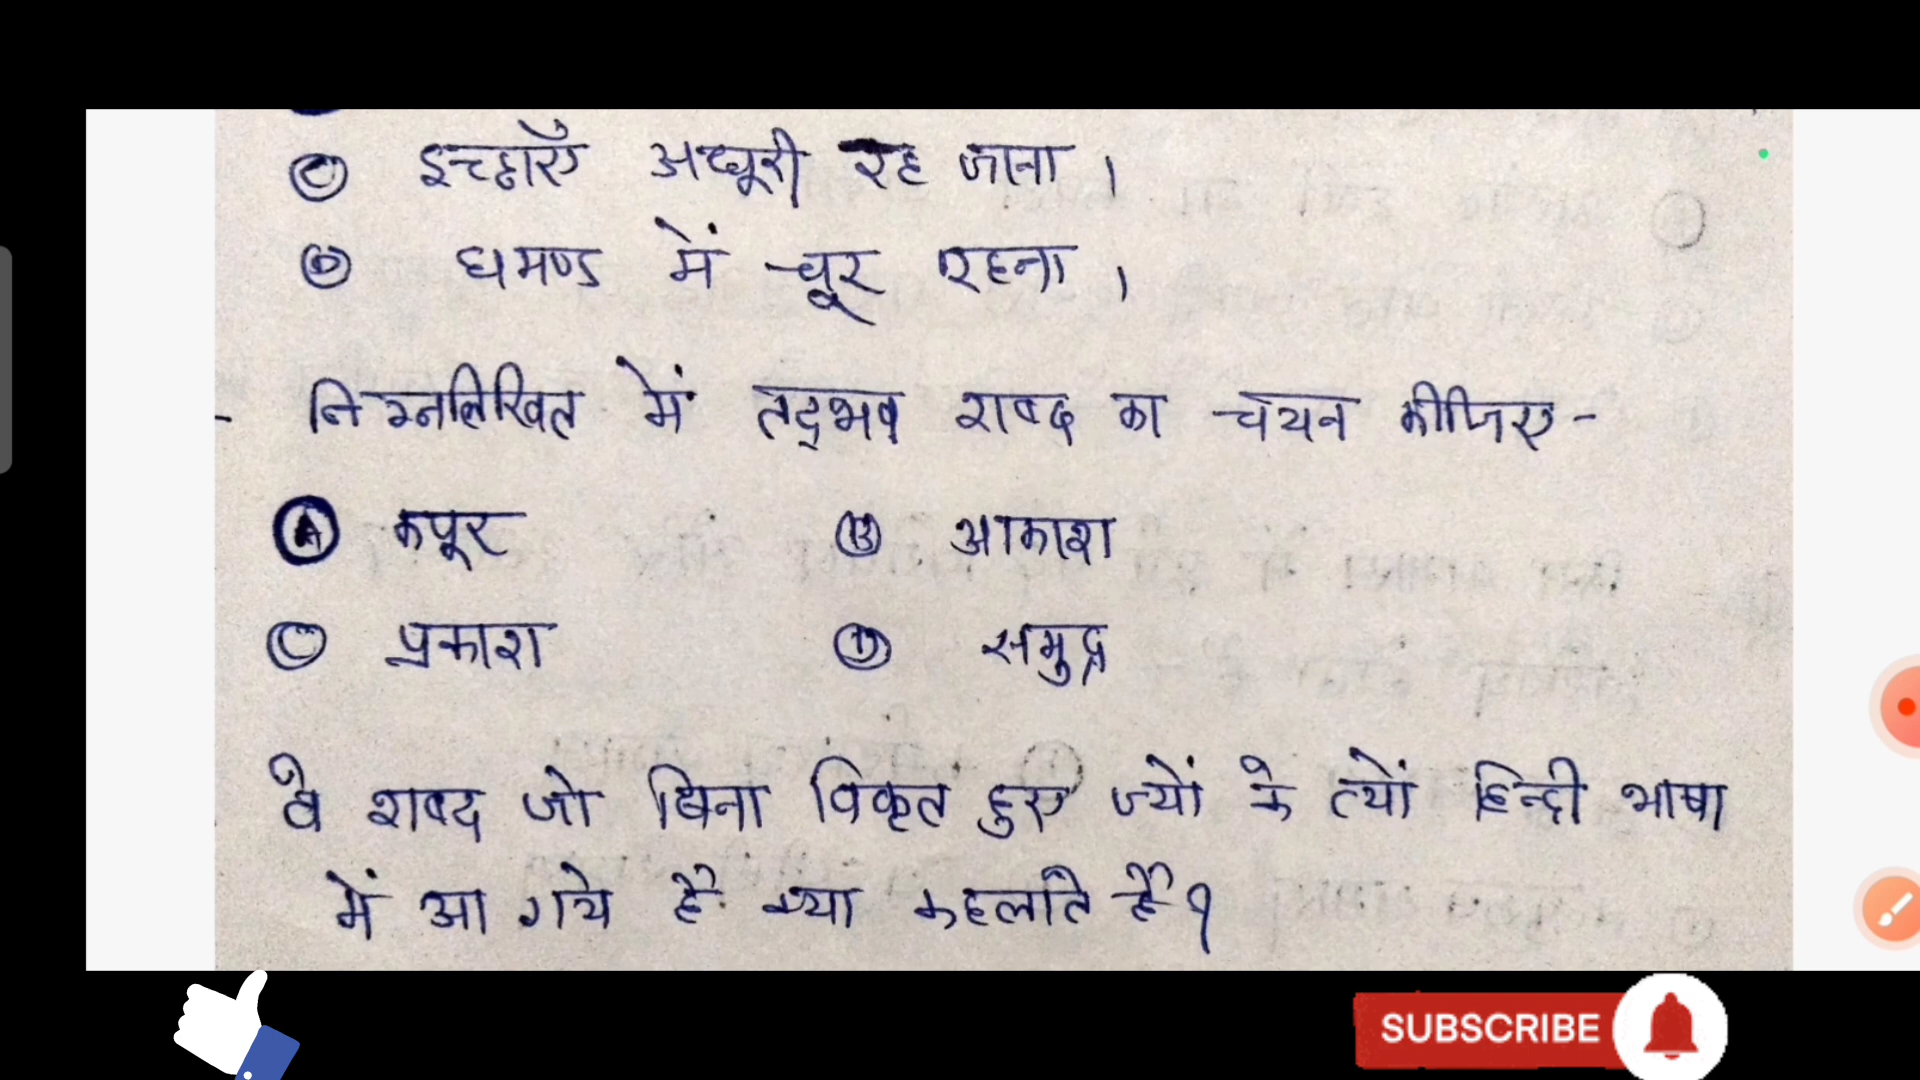 (C) इच्छाएँ अधूरी रह जाना ।
(D) घमण्ड में चूर रहना ।
- निम्नलिखित में तद्भव शब्द का चयन कीजिए -
(A) कपूर (B) आकाश
(C) प्रकाश (D) समुद्र
वे शब्द जो बिना विकृत हुए ज्यों के त्यों हिन्दी भाषा
में आ गये हैं क्या कहलाते हैं ?
SUBSCRIBE